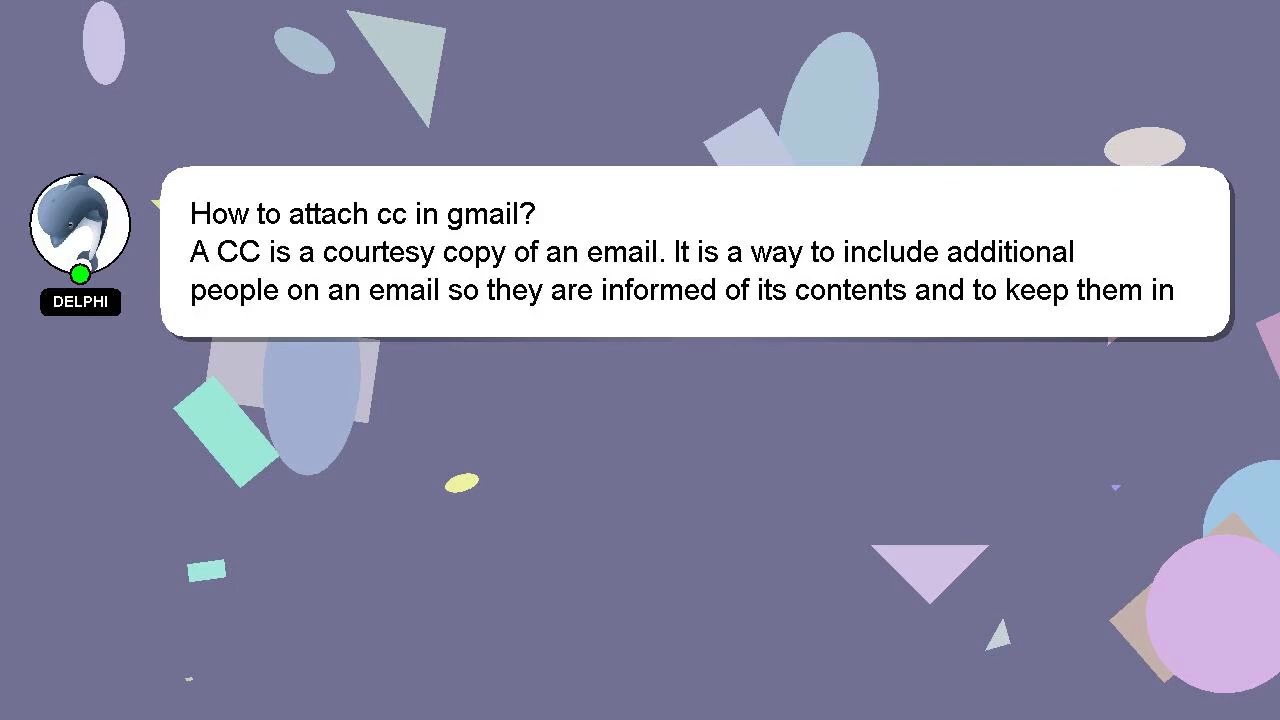 How to attach cc in gmail?
A CC is a courtesy copy of an email. It is a way to include additional
people on an email so they are informed of its contents and to keep them in
DELPHI